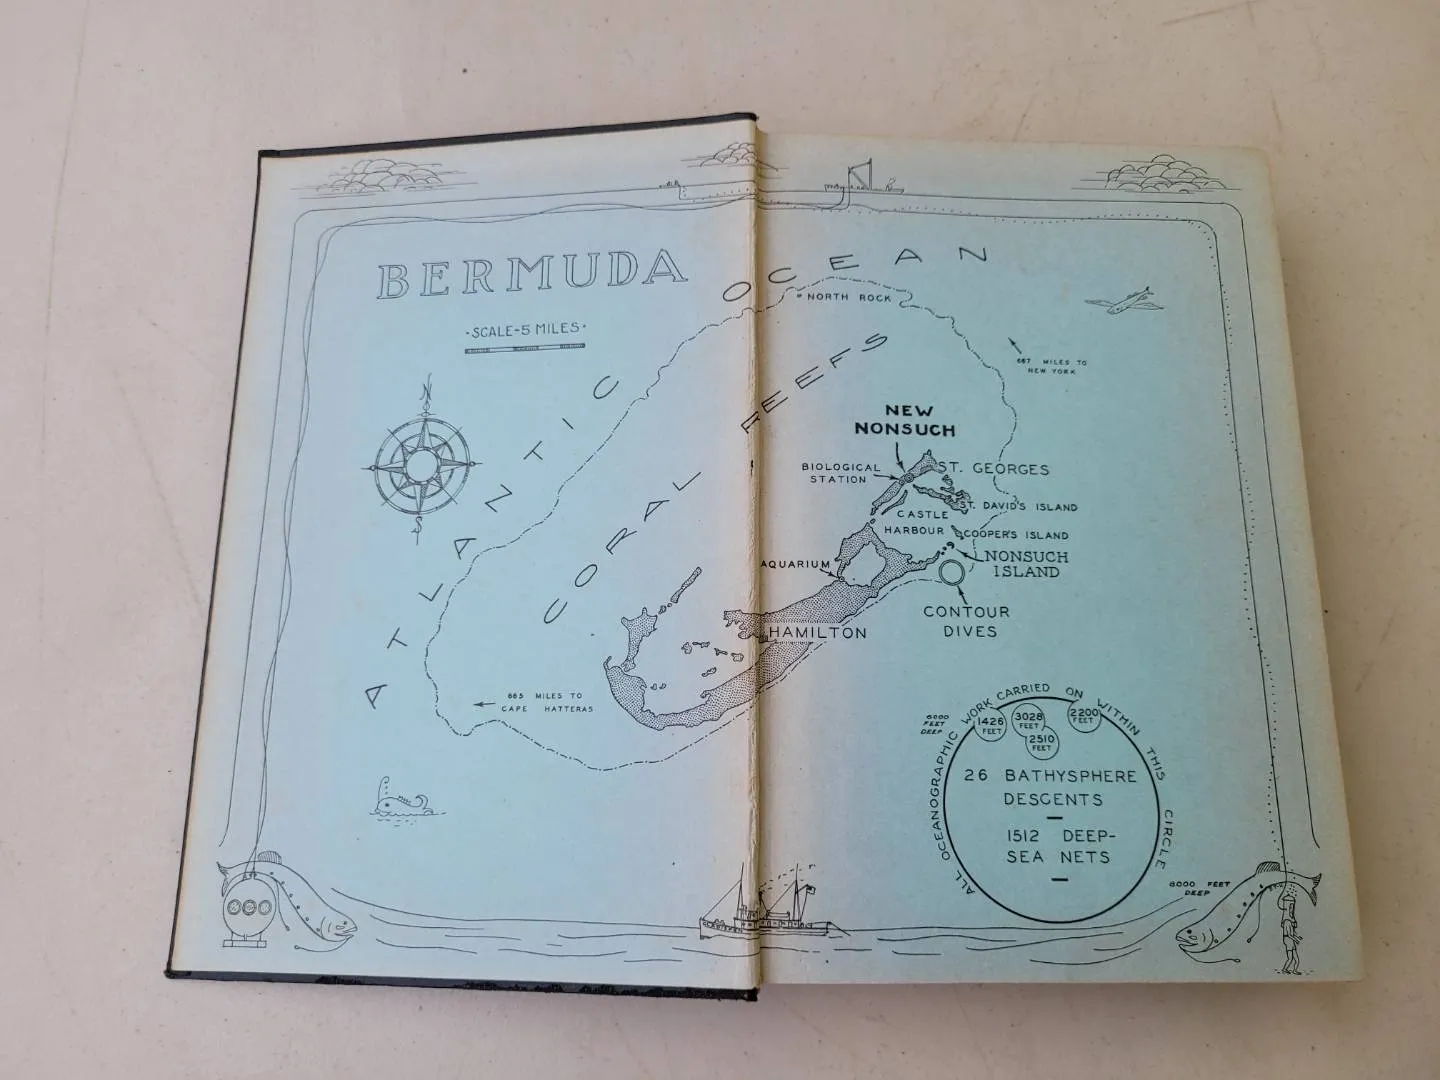 BERMUDA
·SCALE-5 MILES·
N
S
ATLANTIC OCEAN
NORTH ROCK
CORAL REEFS
667 MILES TO
NEW YORK
NEW
NONSUCH
BIOLOGICAL
STATION
ST. GEORGES
ST. DAVID'S ISLAND
CASTLE
HARBOUR
COOPER'S ISLAND
NONSUCH
ISLAND
AQUARIUM
CONTOUR
DIVES
HAMILTON
665 MILES TO
CAPE HATTERAS
ALL OCEANOGRAPHIC WORK CARRIED ON WITHIN THIS CIRCLE
6000
FEET
DEEP
1426
FEET
3028
FEET
2510
FEET
2200
FEET
26 BATHYSPHERE
DESCENTS
1512 DEEP-
SEA NETS
6000 FEET
DEEP